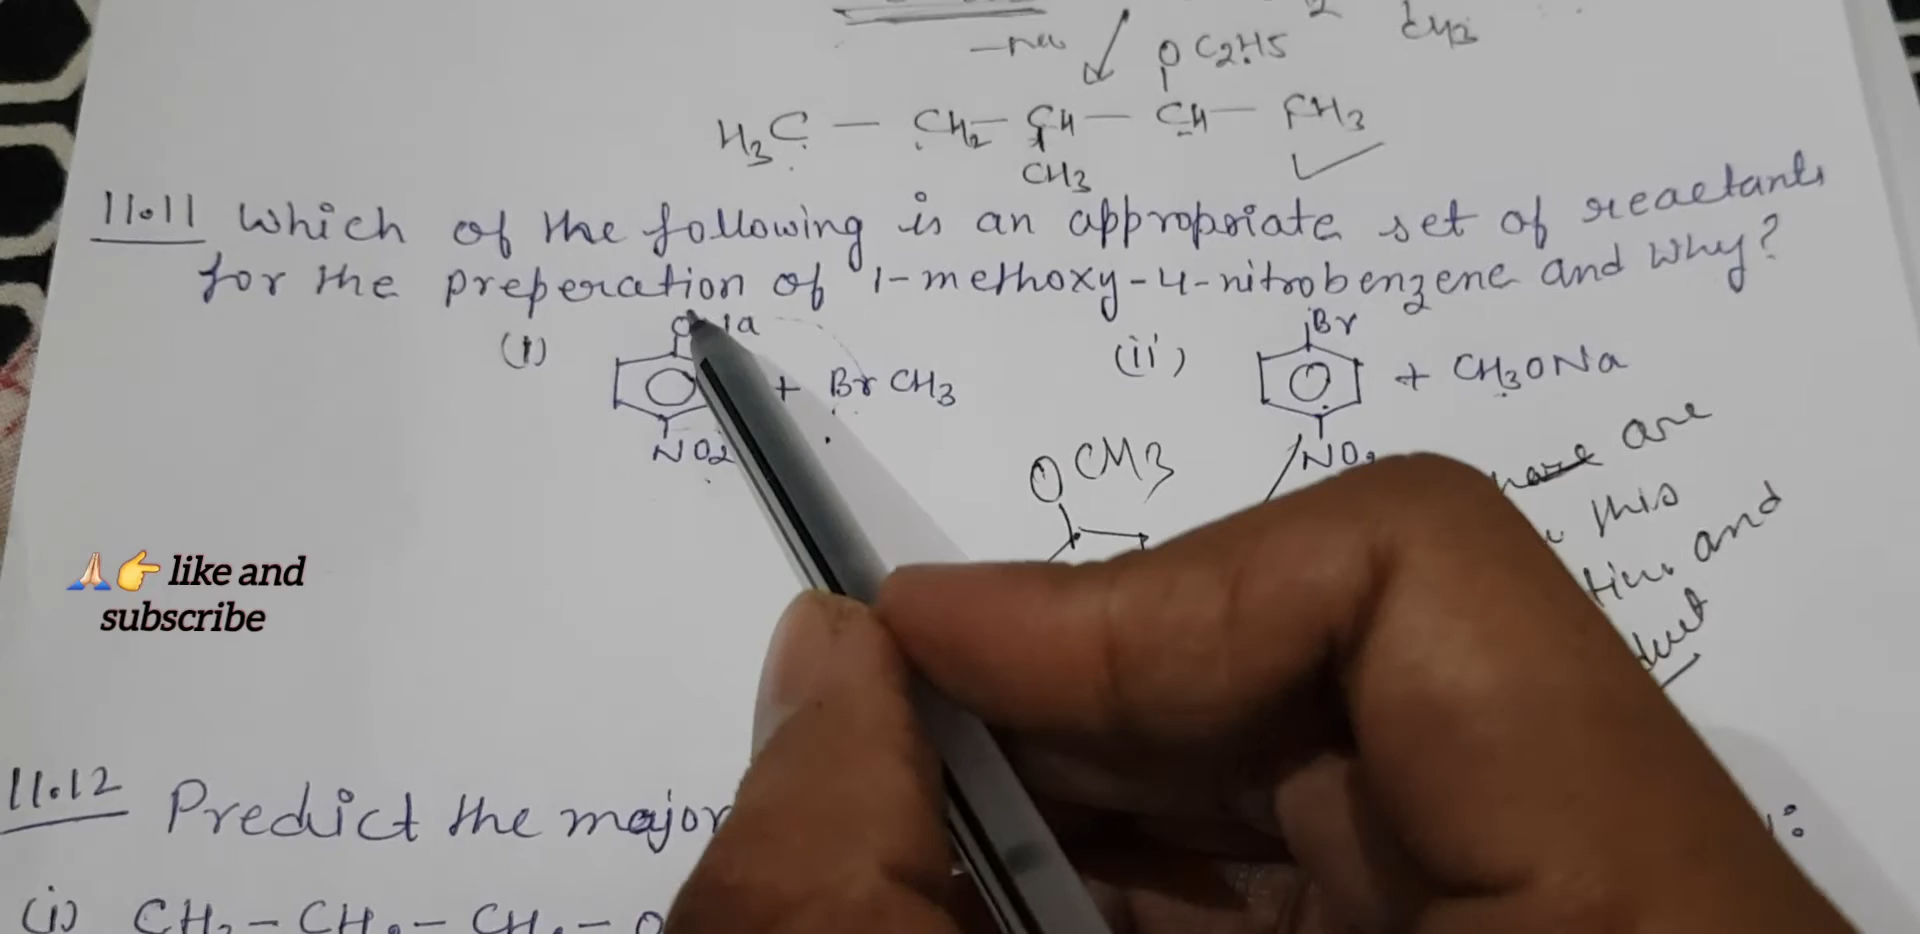 OC2H5
H3C — CH2 — CH — CH — CH3
CH3
11.11 Which of the following is an appropriate set of reactants
for the preperation of 1-methoxy-4-nitrobenzene and Why?
(i)
+ BrCH3
NO2
(ii)
Br
+ CH3ONa
NO2
OCH3
are
this
and
like and
subscribe
11.12 Predict the major
(i) CH3 – CH2 – CH2 – O